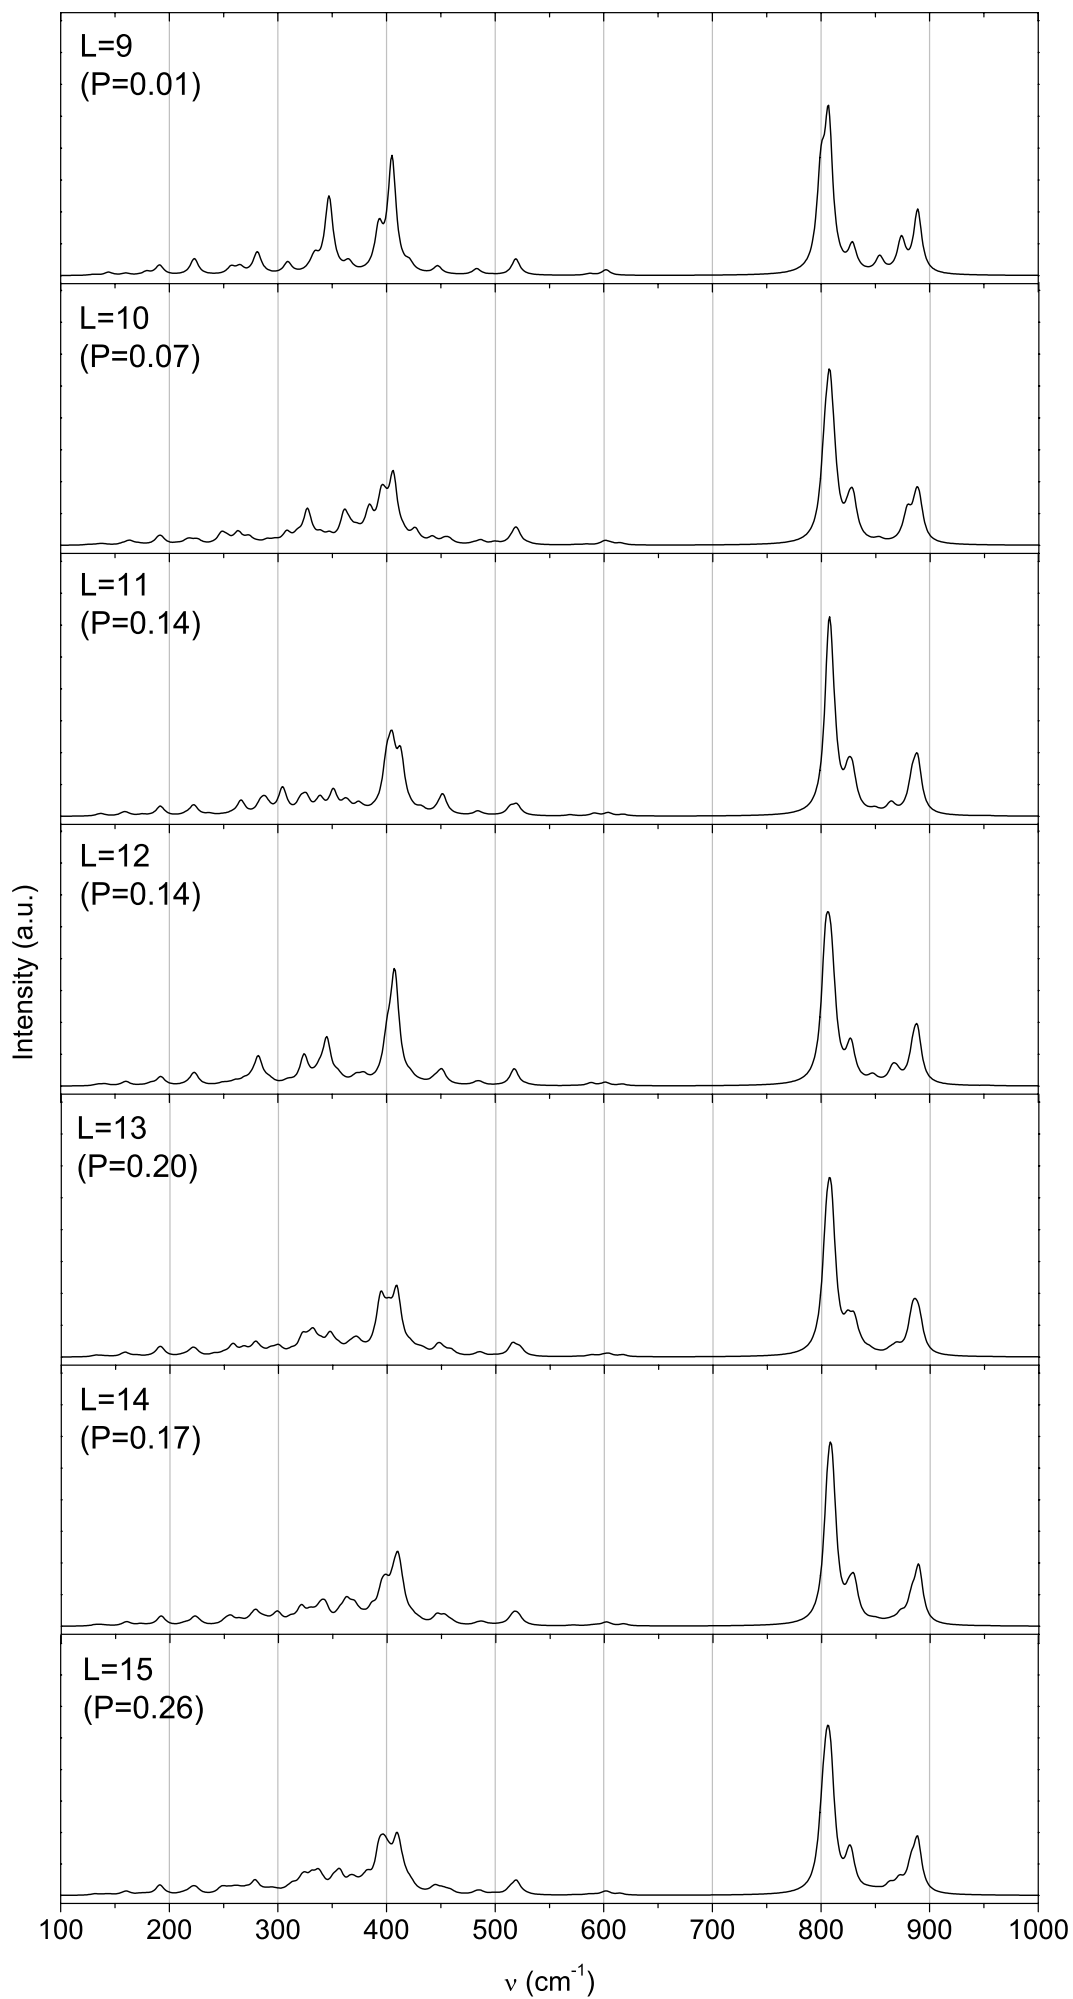 L=9
(P=0.01)
L=10
(P=0.07)
L=11
(P=0.14)
L=12
(P=0.14)
L=13
(P=0.20)
L=14
(P=0.17)
L=15
(P=0.26)
Intensity (a.u.)
100 200 300 400 500 600 700 800 900 1000
ν (cm⁻¹)